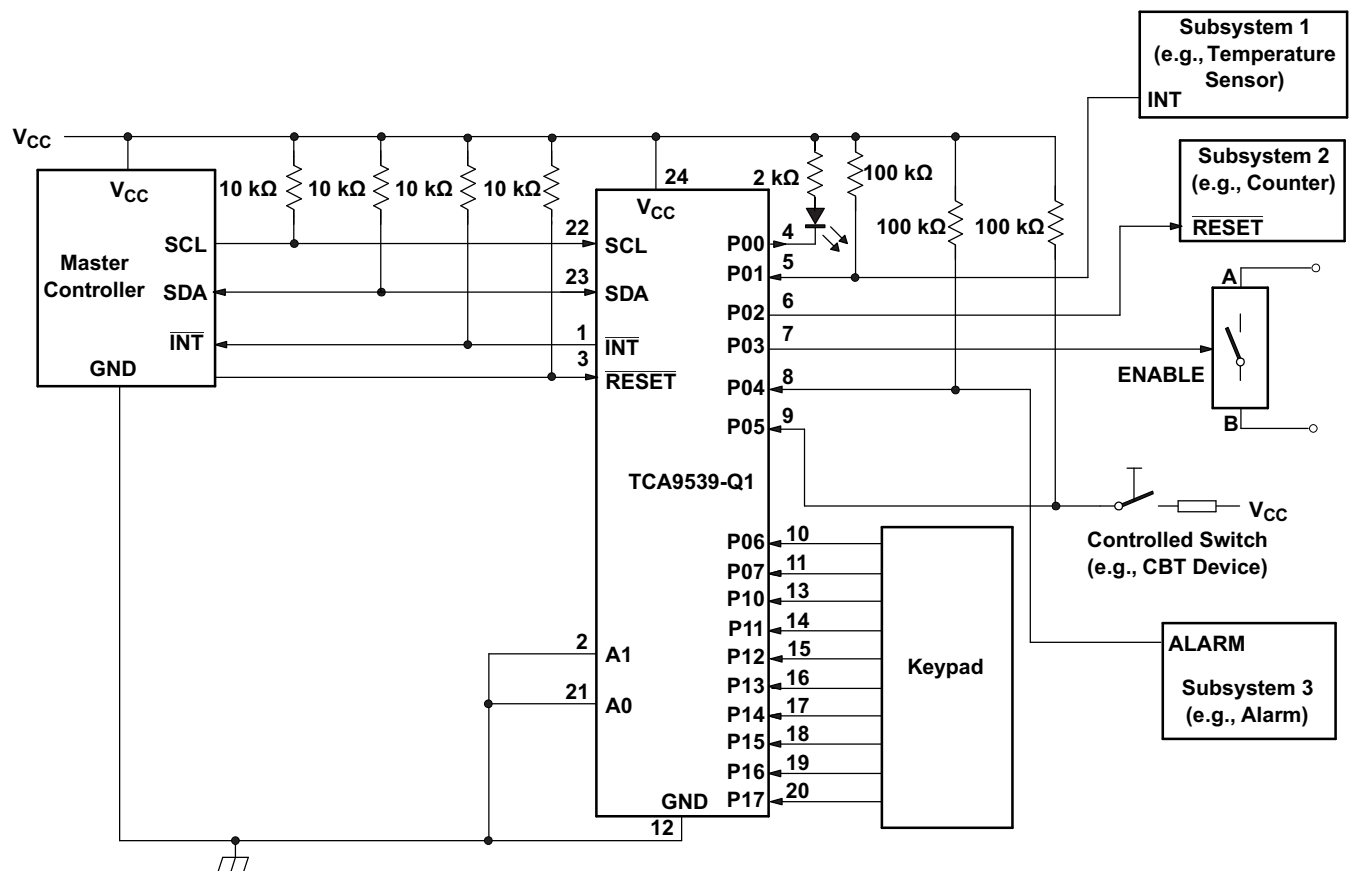 Subsystem 1
(e.g., Temperature
Sensor)
INT
V_CC
V_CC
10 kΩ
10 kΩ
10 kΩ
10 kΩ
24
V_CC
2 kΩ
100 kΩ
100 kΩ
100 kΩ
Subsystem 2
(e.g., Counter)
RESET
Master
Controller
SCL
SDA
INT
GND
22
SCL
23
SDA
1
INT
3
RESET
P00
4
P01
5
P02
6
P03
7
P04
8
P05
9
A
ENABLE
B
TCA9539-Q1
V_CC
Controlled Switch
(e.g., CBT Device)
P06
10
P07
11
P10
13
P11
14
P12
15
P13
16
P14
17
P15
18
P16
19
P17
20
Keypad
ALARM
Subsystem 3
(e.g., Alarm)
2
A1
21
A0
GND
12